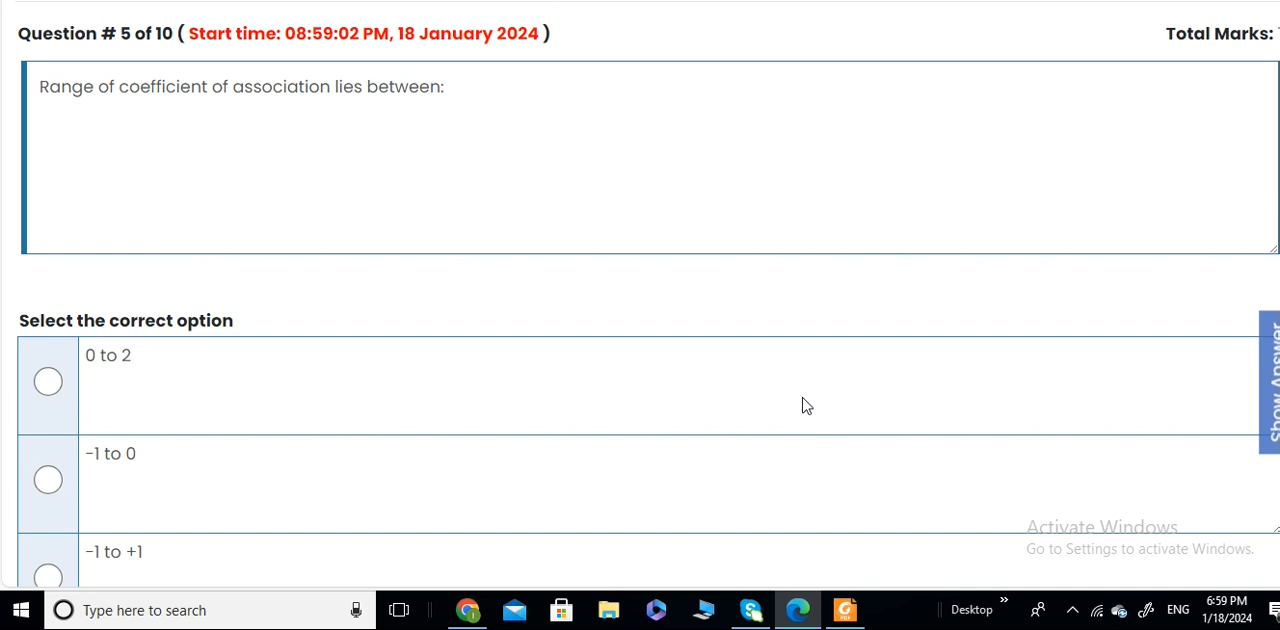 Question # 5 of 10 ( Start time: 08:59:02 PM, 18 January 2024 )
Total Marks:
Range of coefficient of association lies between:
Select the correct option
0 to 2
Show Answer
-1 to 0
-1 to +1
Activate Windows
Go to Settings to activate Windows.
Type here to search
Desktop
ENG
6:59 PM
1/18/2024